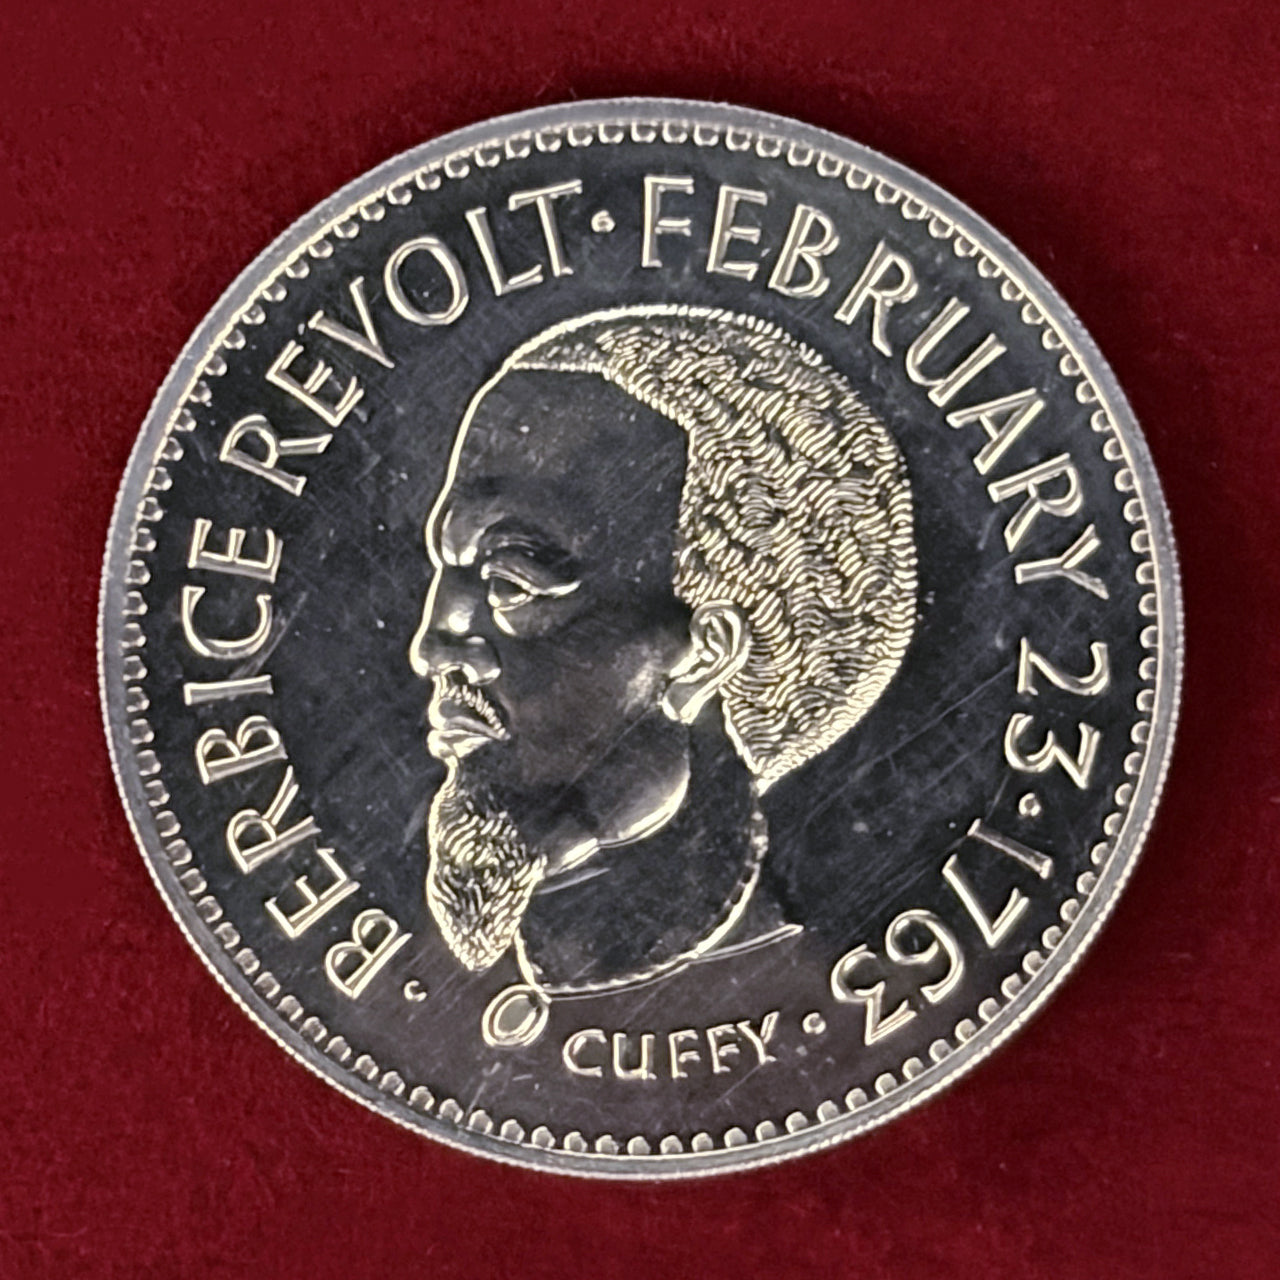 · BERBICE REVOLT · FEBRUARY 23 · 1763 ·
CUFFY